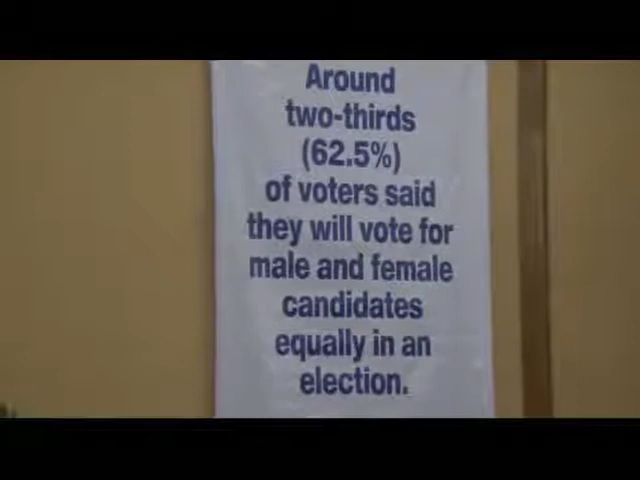 Around
two-thirds
(62.5%)
of voters said
they will vote for
male and female
candidates
equally in an
election.